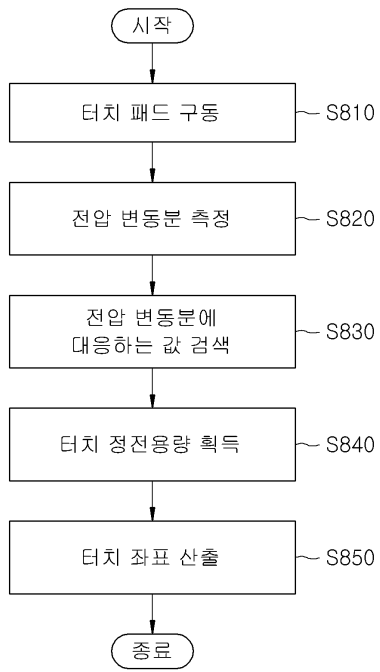 시작
터치 패드 구동
S810
전압 변동분 측정
S820
전압 변동분에
대응하는 값 검색
S830
터치 정전용량 획득
S840
터치 좌표 산출
S850
종료